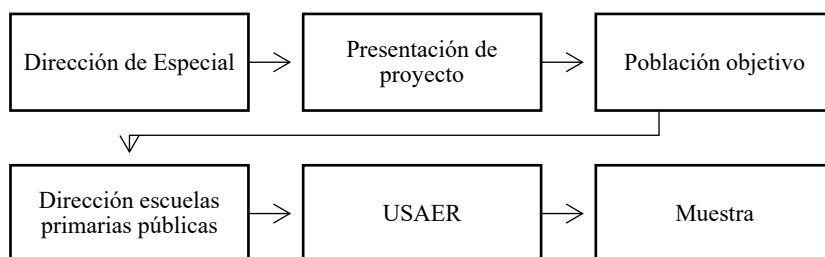 Dirección de Especial
Presentación de
proyecto
Población objetivo
Dirección escuelas
primarias públicas
USAER
Muestra